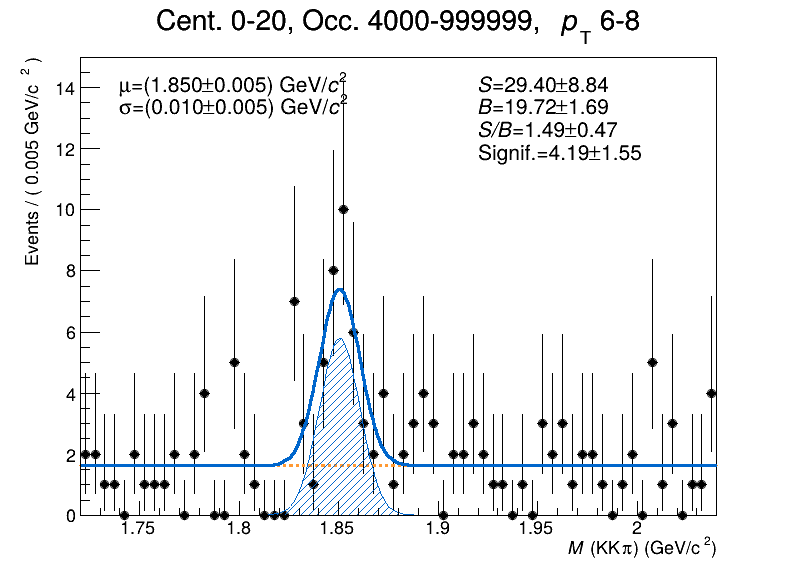 Cent. 0-20, Occ. 4000-999999, p_T 6-8
Events / ( 0.005 GeV/c² )
μ=(1.850±0.005) GeV/c²
σ=(0.010±0.005) GeV/c²
S=29.40±8.84
B=19.72±1.69
S/B=1.49±0.47
Signif.=4.19±1.55
14
12
10
8
6
4
2
0
1.75 1.8 1.85 1.9 1.95 2
M (KKπ) (GeV/c²)